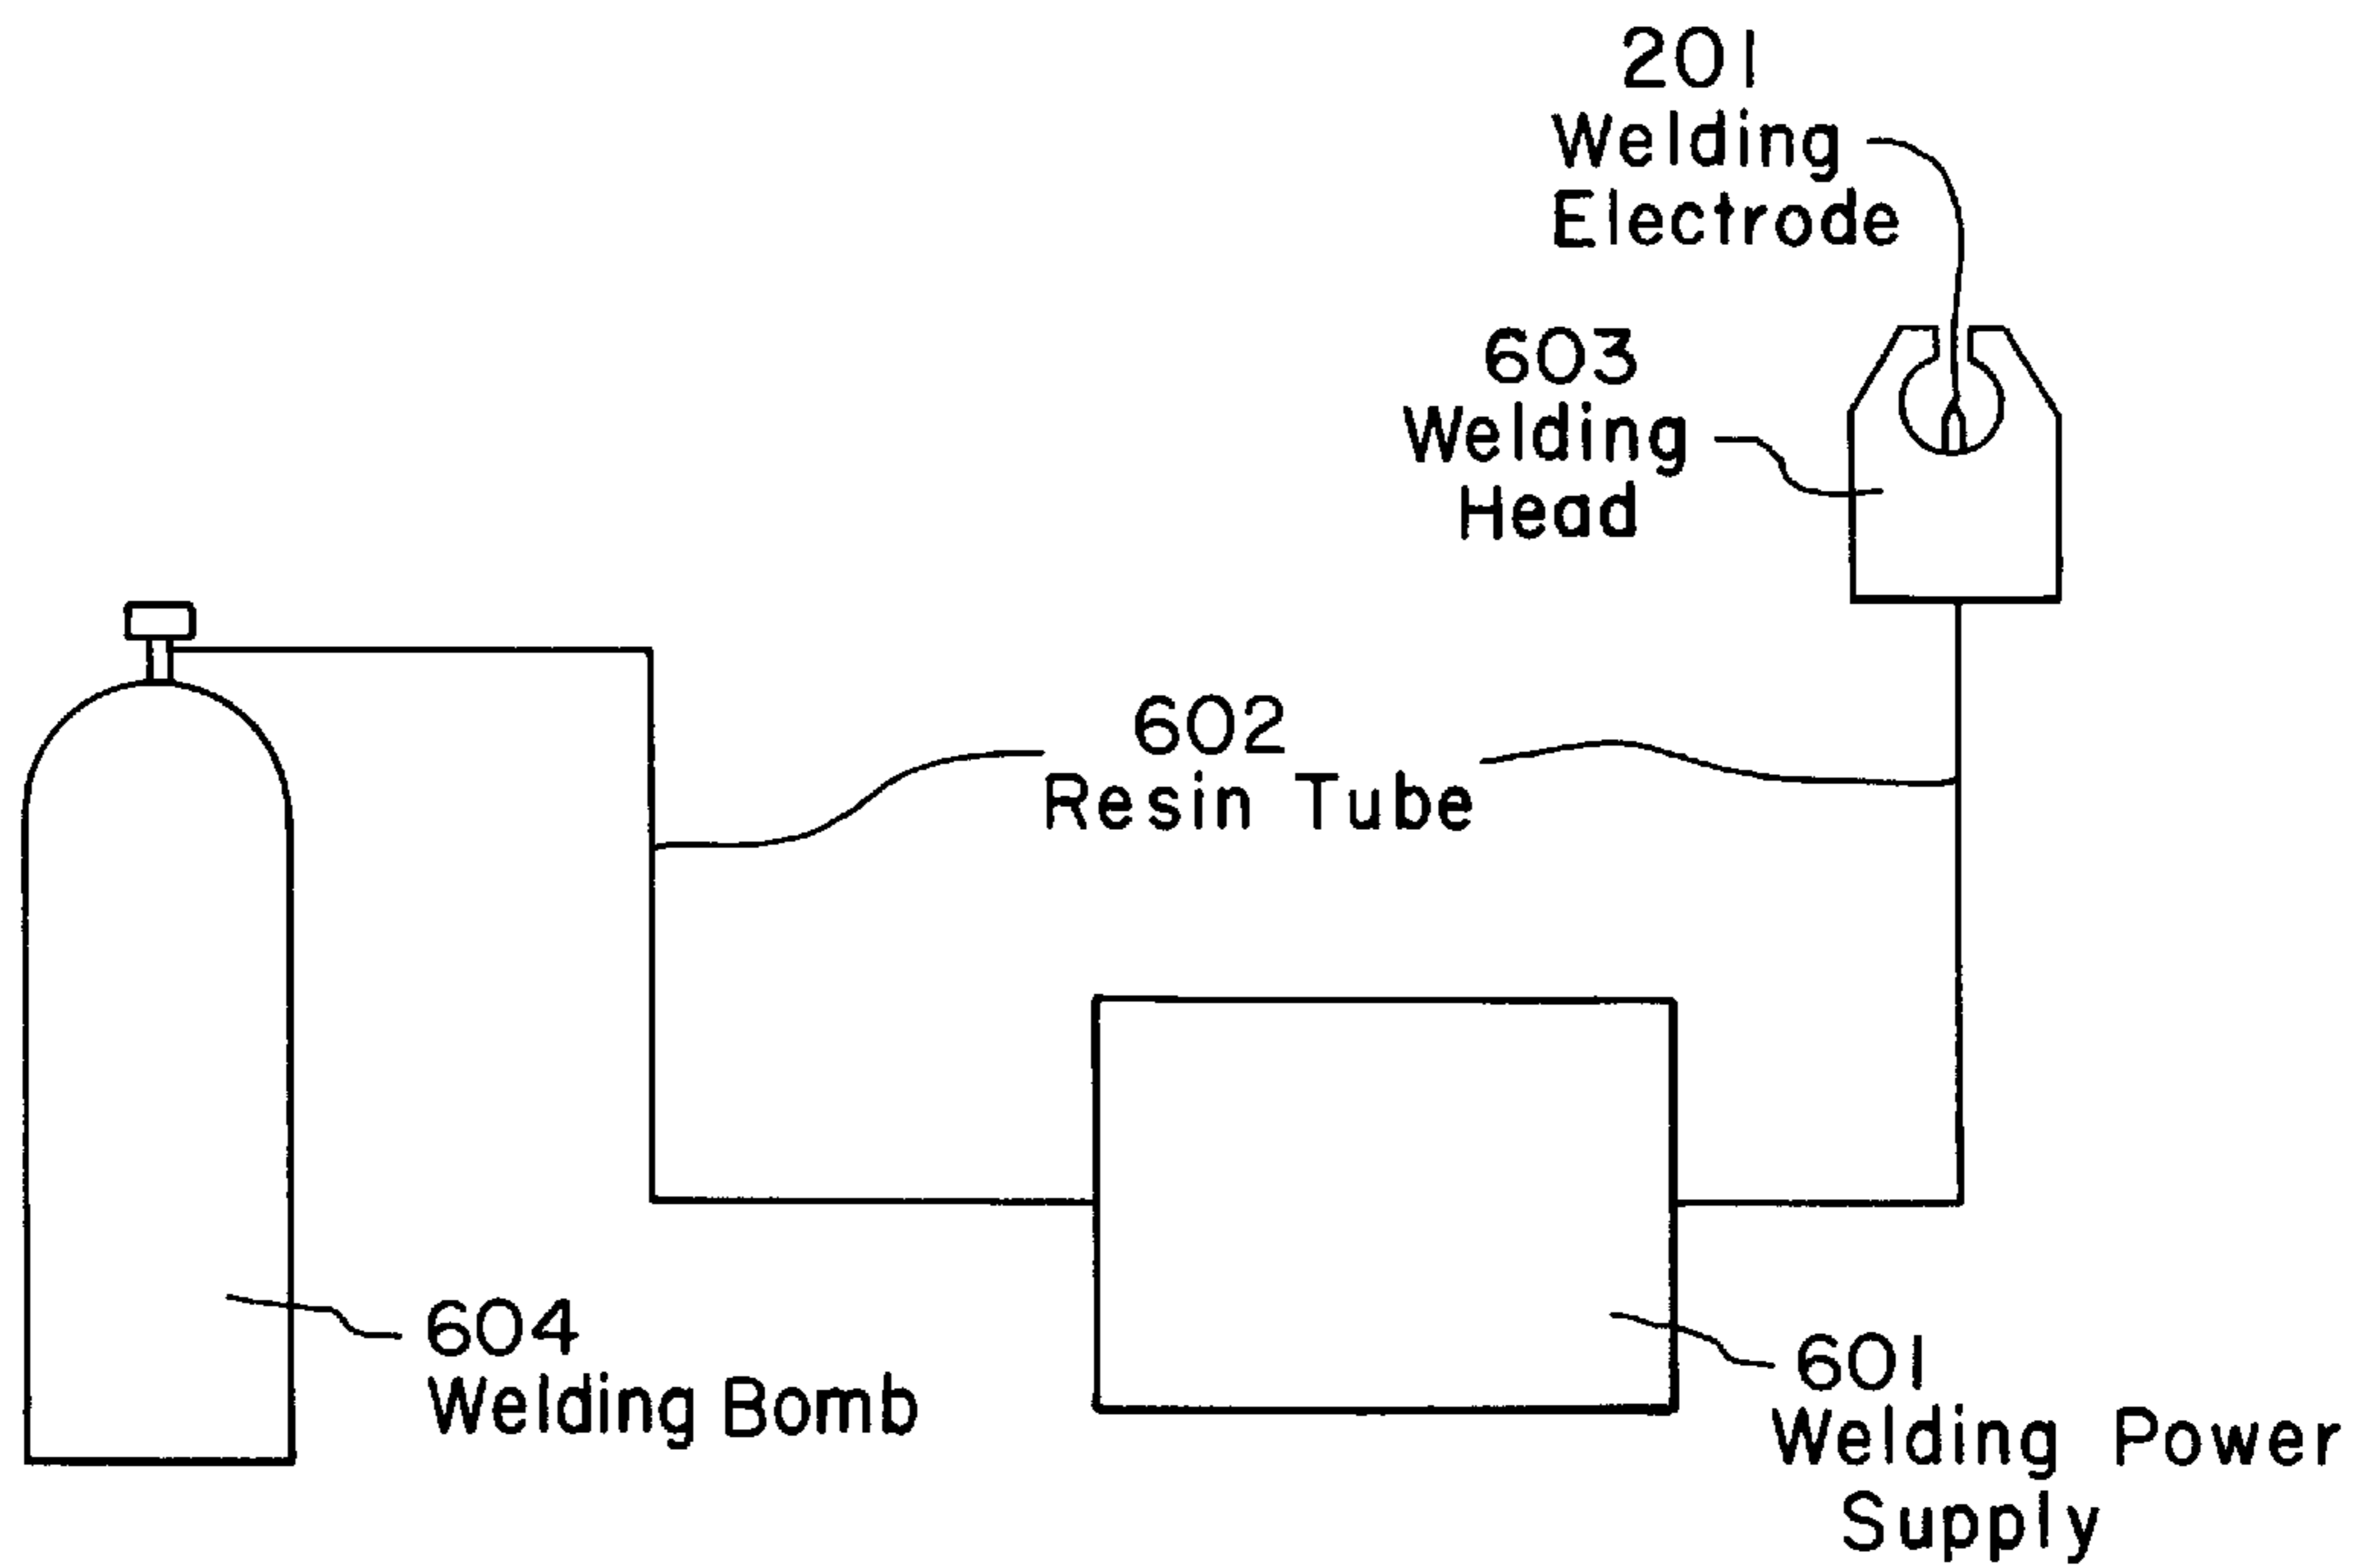 201
Welding
Electrode
603
Welding
Head
602
Resin Tube
604
Welding Bomb
601
Welding Power
Supply